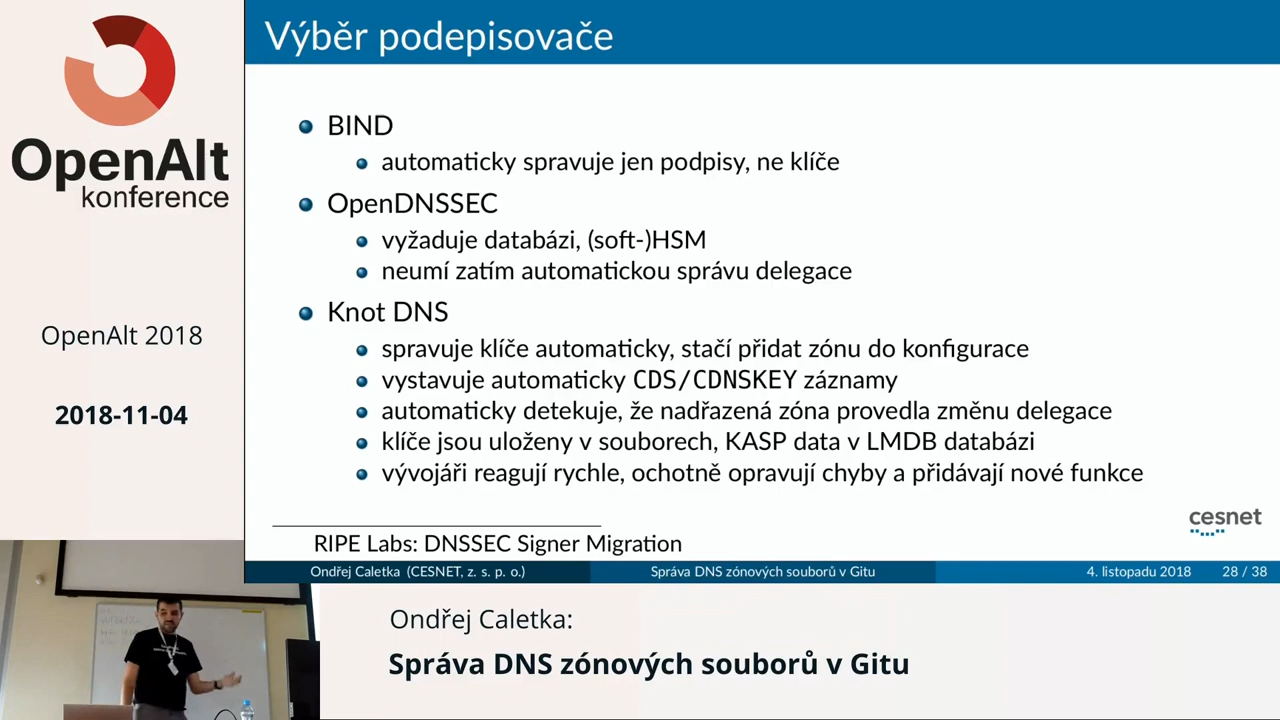 OpenAlt
konference
OpenAlt 2018
2018-11-04
Výběr podepisovače
BIND
automaticky spravuje jen podpisy, ne klíče
OpenDNSSEC
vyžaduje databázi, (soft-)HSM
neumí zatím automatickou správu delegace
Knot DNS
spravuje klíče automaticky, stačí přidat zónu do konfigurace
vystavuje automaticky CDS/CDNSKEY záznamy
automaticky detekuje, že nadřazená zóna provedla změnu delegace
klíče jsou uloženy v souborech, KASP data v LMDB databázi
vývojáři reagují rychle, ochotně opravují chyby a přidávají nové funkce
cesnet
RIPE Labs: DNSSEC Signer Migration
Ondřej Caletka (CESNET, z. s. p. o.) Správa DNS zónových souborů v Gitu 4. listopadu 2018 28 / 38
Ondřej Caletka:
Správa DNS zónových souborů v Gitu